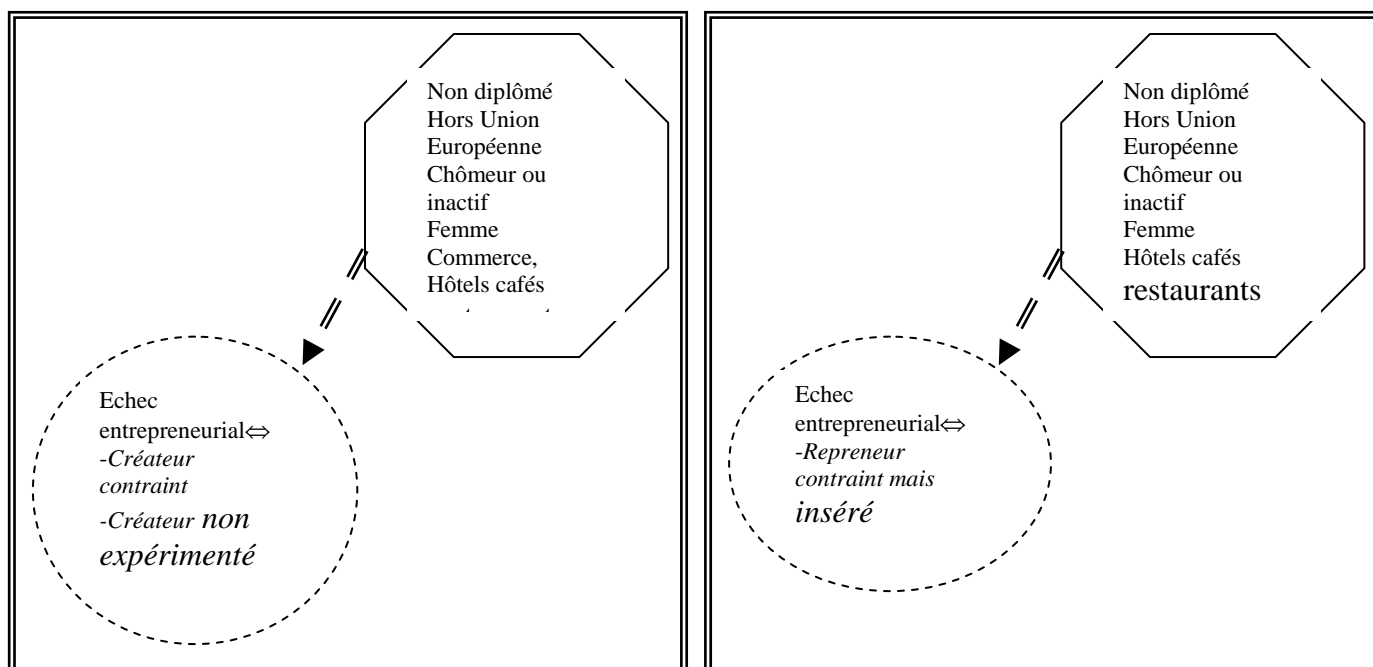 Non diplômé
Hors Union
Européenne
Chômeur ou
inactif
Femme
Commerce,
Hôtels cafés
Echec
entrepreneurial⇔
-Créateur
contraint
-Créateur non
expérimenté
Non diplômé
Hors Union
Européenne
Chômeur ou
inactif
Femme
Hôtels cafés
restaurants
Echec
entrepreneurial⇔
-Repreneur
contraint mais
inséré